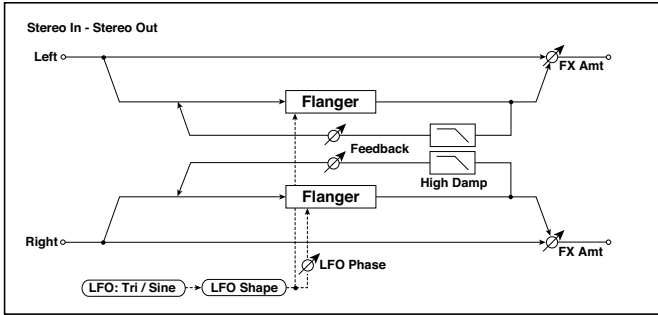 Stereo In - Stereo Out
Left
FX Amt
Flanger
Feedback
High Damp
Flanger
Right
FX Amt
LFO Phase
LFO: Tri / Sine
LFO Shape